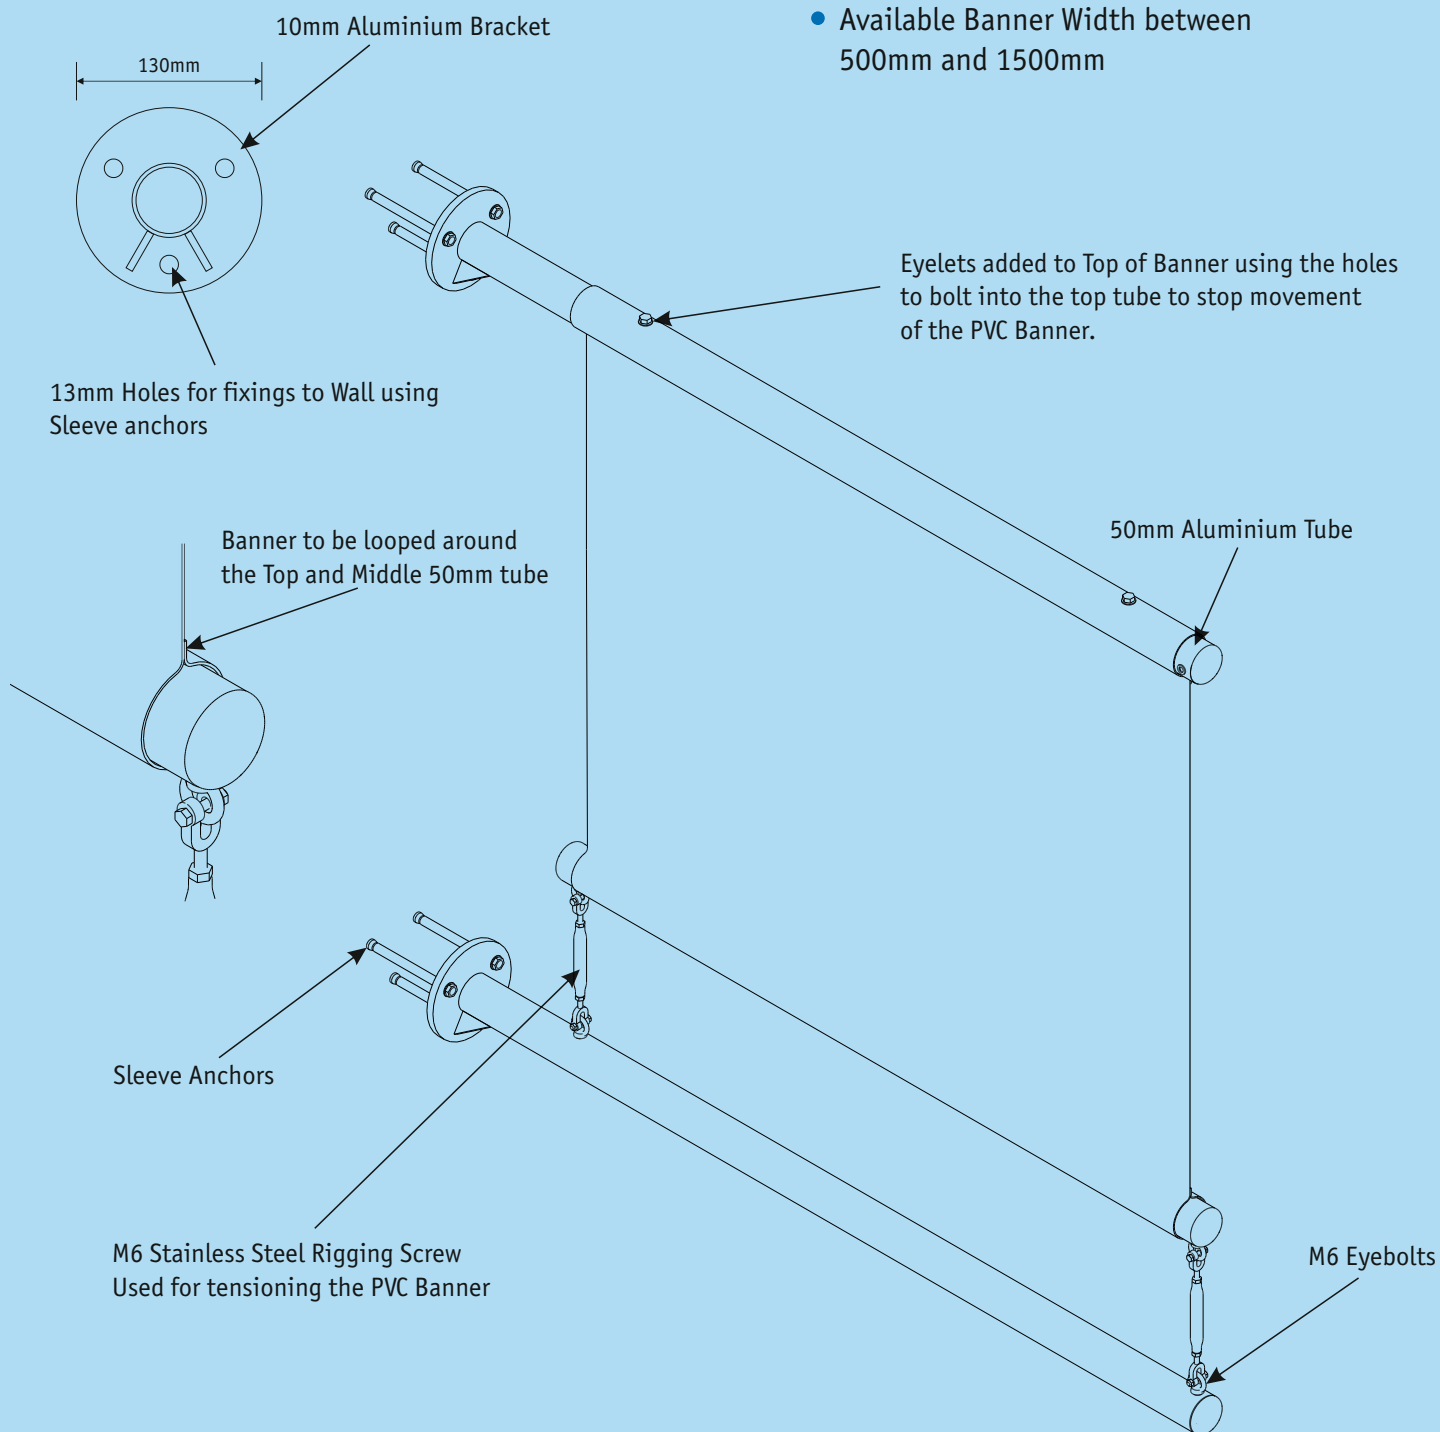 10mm Aluminium Bracket
• Available Banner Width between
500mm and 1500mm
130mm
Eyelets added to Top of Banner using the holes
to bolt into the top tube to stop movement
of the PVC Banner.
13mm Holes for fixings to Wall using
Sleeve anchors
Banner to be looped around
the Top and Middle 50mm tube
50mm Aluminium Tube
Sleeve Anchors
M6 Stainless Steel Rigging Screw
Used for tensioning the PVC Banner
M6 Eyebolts